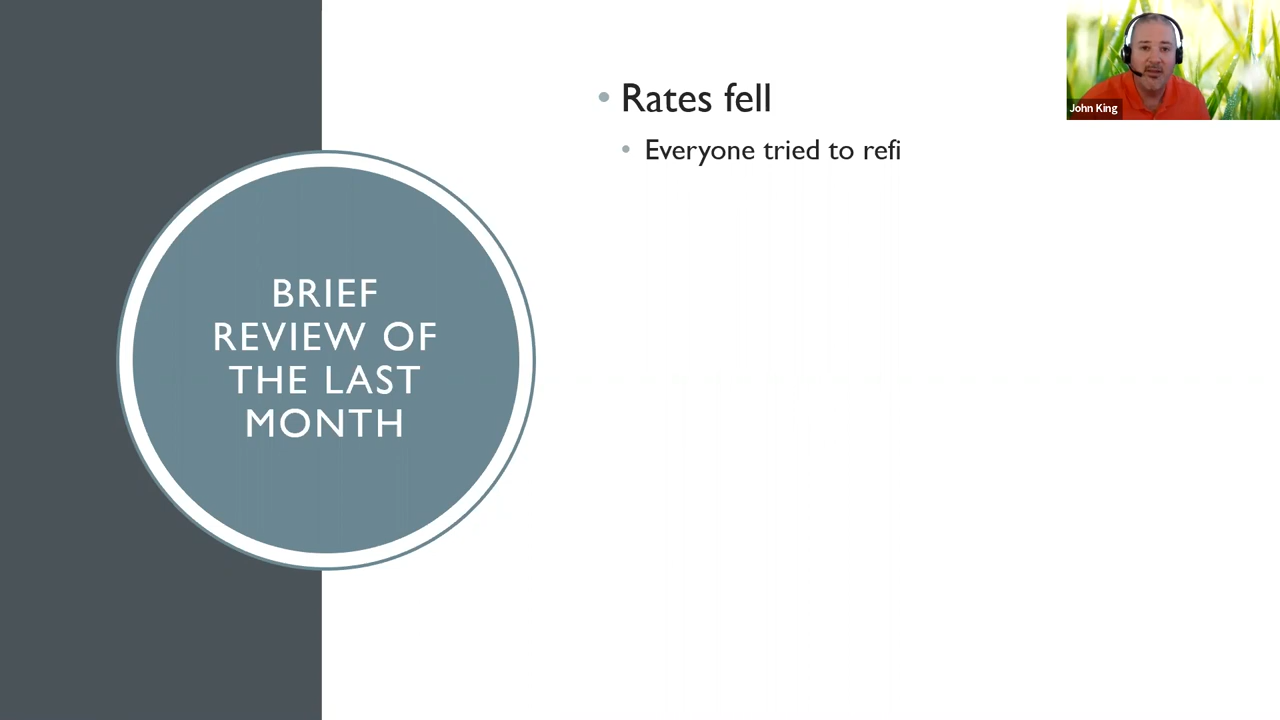 BRIEF
REVIEW OF
THE LAST
MONTH
Rates fell
Everyone tried to refi
John King